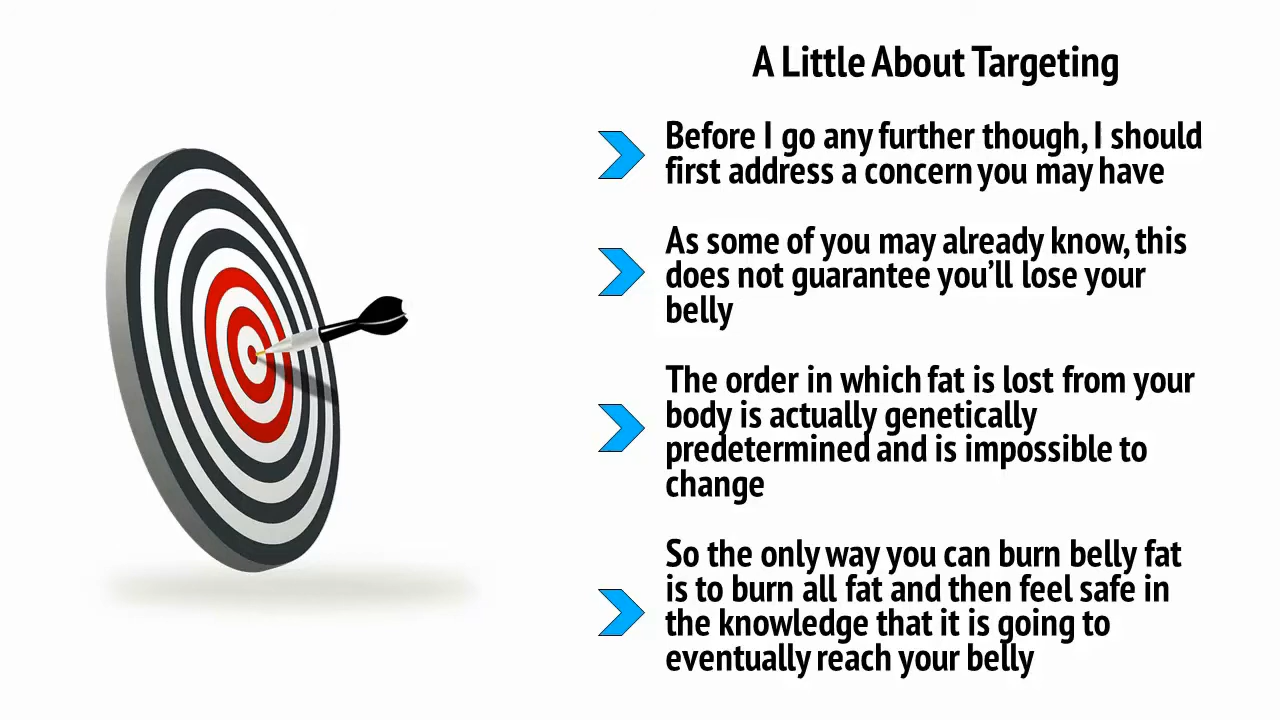 A Little About Targeting
Before I go any further though, I should
first address a concern you may have
As some of you may already know, this
does not guarantee you’ll lose your
belly
The order in which fat is lost from your
body is actually genetically
predetermined and is impossible to
change
So the only way you can burn belly fat
is to burn all fat and then feel safe in
the knowledge that it is going to
eventually reach your belly